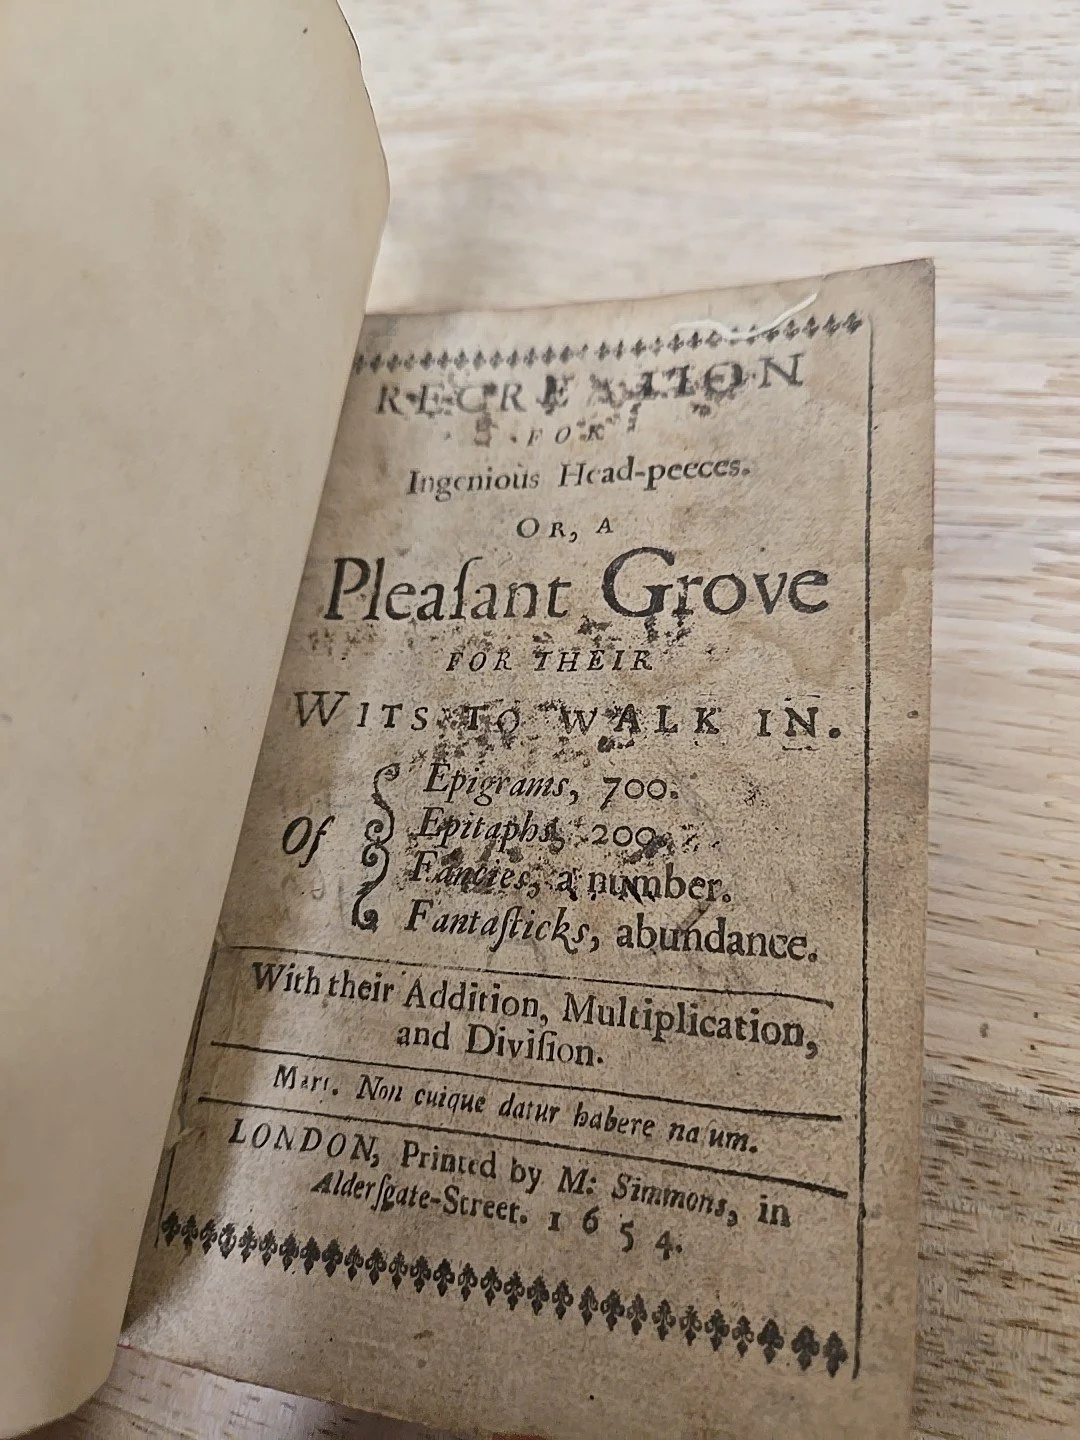 RECREATION
FOR
Ingenious Head-peeces.
OR, A
Pleaſant Grove
FOR THEIR
WITS TO WALK IN.
Of
Epigrams, 700.
Epitaphs, 200.
Fancies, a number.
Fantaſticks, abundance.
With their Addition, Multiplication,
and Diviſion.
Mart. Non cuique datur habere naſum.
LONDON, Printed by M: Simmons, in
Alderſgate-Street. 1654.